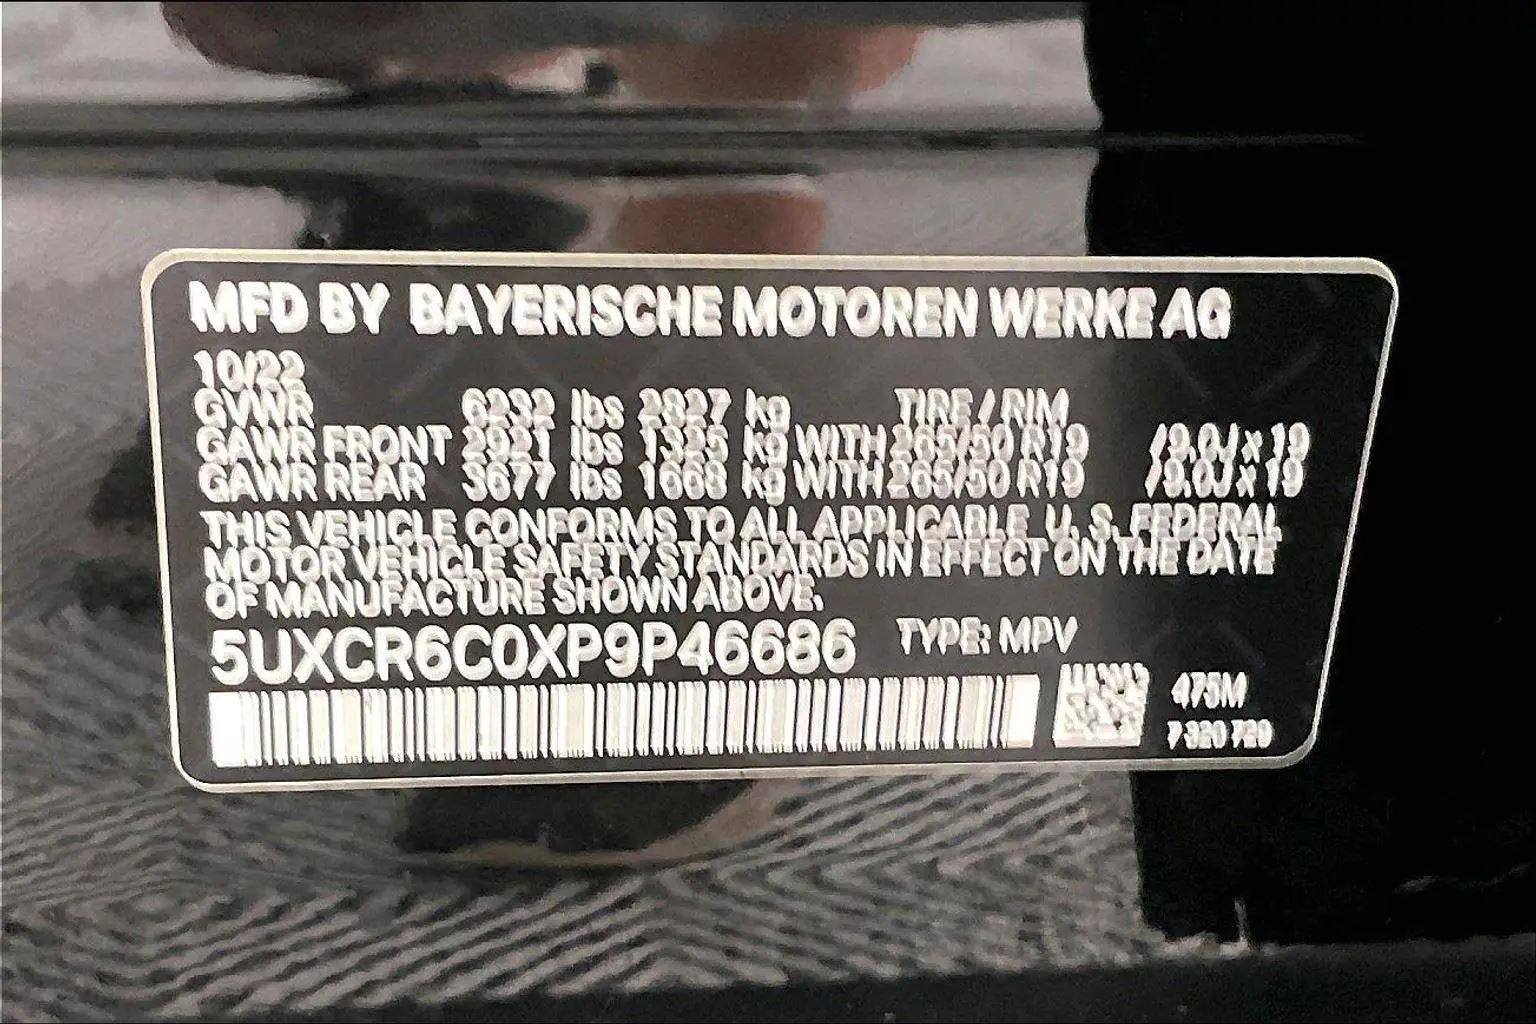 MFD BY BAYERISCHE MOTOREN WERKE AG
10/22
GVWR 6232 lbs 2827 kg TIRE / RIM
GAWR FRONT 2921 lbs 1325 kg WITH 265/50 R19 /9.0J x 19
GAWR REAR 3677 lbs 1668 kg WITH 265/50 R19 /9.0J x 19
THIS VEHICLE CONFORMS TO ALL APPLICABLE U. S. FEDERAL
MOTOR VEHICLE SAFETY STANDARDS IN EFFECT ON THE DATE
OF MANUFACTURE SHOWN ABOVE.
5UXCR6C0XP9P46686 TYPE: MPV
475M
7 320 720